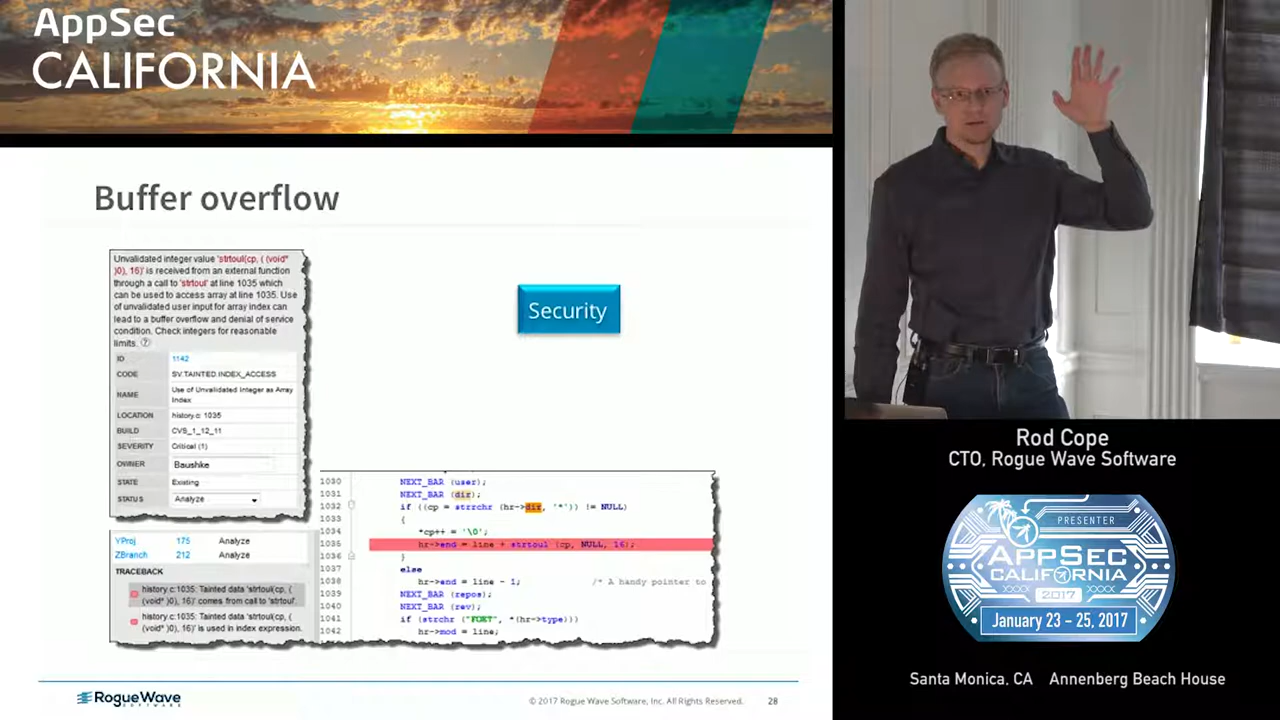 AppSec
CALIFORNIA
Buffer overflow
Unvalidated integer value 'strtoul(cp, ( (void*
)0), 16)' is received from an external function
through a call to 'strtoul' at line 1035 which
can be used to access array at line 1035. Use
of unvalidated user input for array index can
lead to a buffer overflow and denial of service
condition. Check integers for reasonable
limits. ?
ID 1142
CODE SV.TAINTED.INDEX_ACCESS
NAME Use of Unvalidated Integer as Array
Index
LOCATION history.c: 1035
BUILD CVS_1_12_11
SEVERITY Critical (1)
OWNER Baushke
STATE Existing
STATUS Analyze
YProj 175 Analyze
ZBranch 212 Analyze
TRACEBACK
history.c:1035: Tainted data 'strtoul(cp, (
(void* )0), 16)' comes from call to 'strtoul'.
history.c:1035: Tainted data 'strtoul(cp, (
(void* )0), 16)' is used in index expression.
Security
1030 NEXT_BAR (user);
1031 NEXT_BAR (dir);
1032 if ((cp = strrchr (hr->dir, '*')) != NULL)
1033 {
1034 *cp++ = '\0';
1035 hr->end = line + strtoul (cp, NULL, 16);
1036 }
1037 else
1038 hr->end = line - 1; /* A handy pointer to
1039 NEXT_BAR (repos);
1040 NEXT_BAR (rev);
1041 if (strchr ("FOET", *(hr->type)))
1042 hr->mod = line;
RogueWave
SOFTWARE
© 2017 Rogue Wave Software, Inc. All Rights Reserved. 28
Rod Cope
CTO, Rogue Wave Software
PRESENTER
APPSEC
CALIFORNIA
XXXX 2017 XXXX
January 23 – 25, 2017
Santa Monica, CA Annenberg Beach House